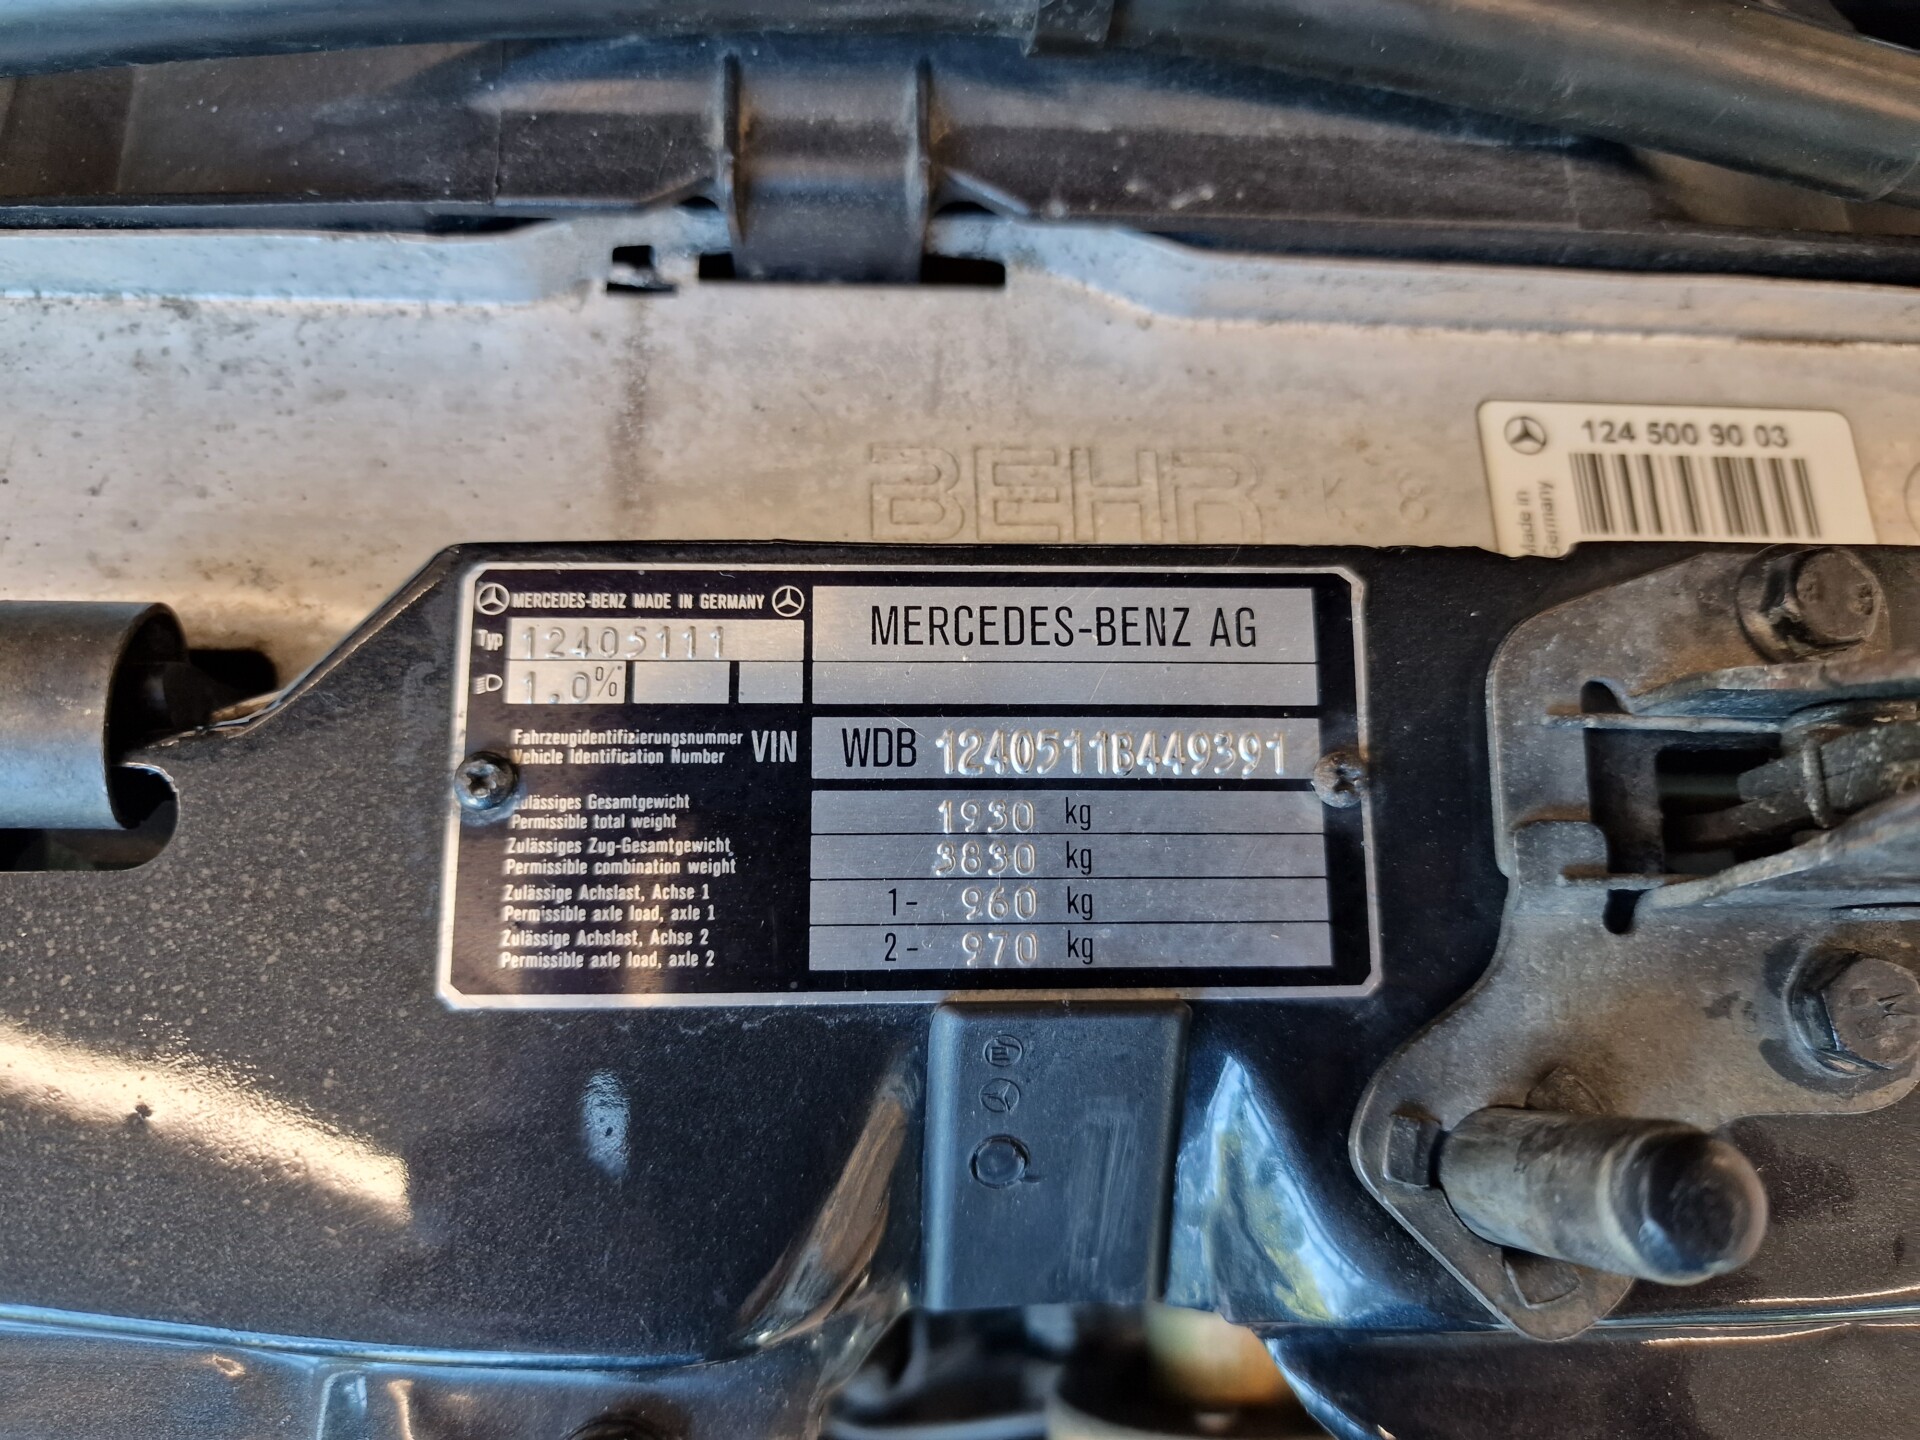 124 500 90 03
Made in
Germany
BEHR K 8
MERCEDES-BENZ MADE IN GERMANY
MERCEDES-BENZ AG
Typ 12405111
1.0%
Fahrzeugidentifizierungsnummer
Vehicle Identification Number
VIN WDB 1240511B449391
Zulässiges Gesamtgewicht
Permissible total weight
1930 kg
Zulässiges Zug-Gesamtgewicht
Permissible combination weight
3830 kg
Zulässige Achslast, Achse 1
Permissible axle load, axle 1
1- 960 kg
Zulässige Achslast, Achse 2
Permissible axle load, axle 2
2- 970 kg